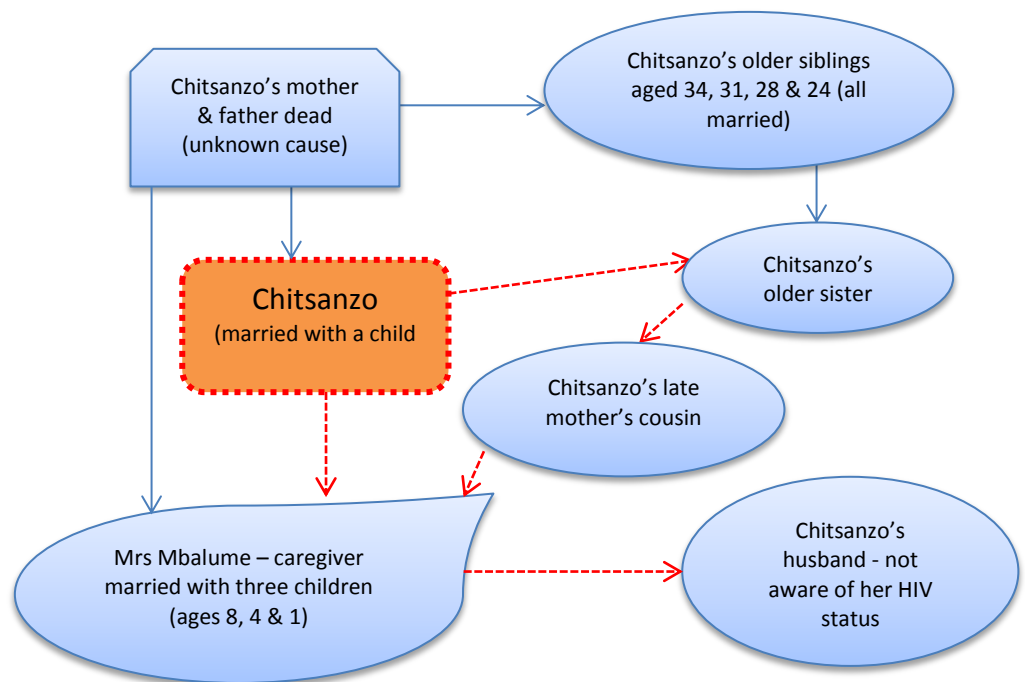 Chitsanzo's mother
& father dead
(unknown cause)
Chitsanzo's older siblings
aged 34, 31, 28 & 24 (all
married)
Chitsanzo
(married with a child
Chitsanzo's
older sister
Chitsanzo's late
mother's cousin
Mrs Mbalume – caregiver
married with three children
(ages 8, 4 & 1)
Chitsanzo's
husband - not
aware of her HIV
status